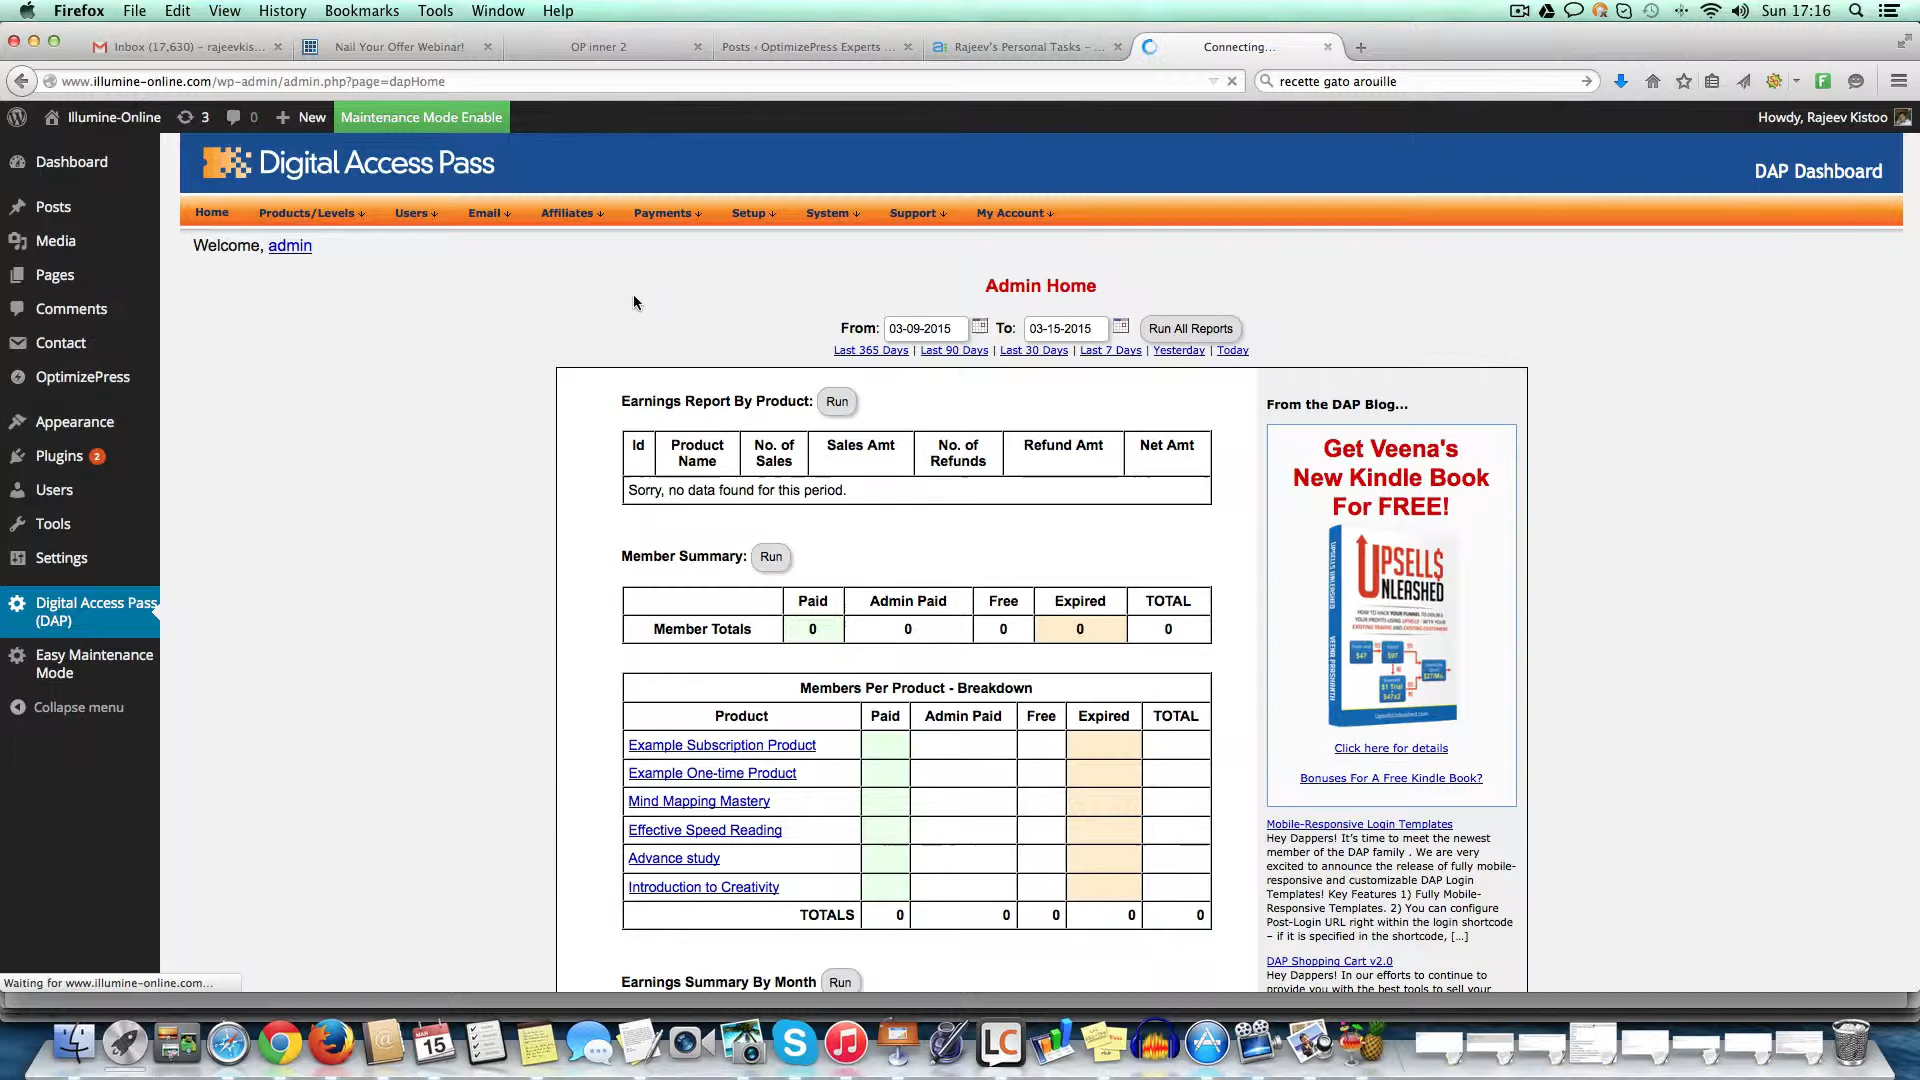 Firefox File Edit View History Bookmarks Tools Window Help Sun 17:16
Inbox (17,630) – rajeevkis... Nail Your Offer Webinar! OP inner 2 Posts ‹ OptimizePress Experts ... Rajeev's Personal Tasks – ... Connecting...
www.illumine-online.com/wp-admin/admin.php?page=dapHome recette gato arouille
Illumine-Online 3 0 New Maintenance Mode Enable Howdy, Rajeev Kistoo
Dashboard
Posts
Media
Pages
Comments
Contact
OptimizePress
Appearance
Plugins 2
Users
Tools
Settings
Digital Access Pass
(DAP)
Easy Maintenance
Mode
Collapse menu
Digital Access Pass DAP Dashboard
Home Products/Levels Users Email Affiliates Payments Setup System Support My Account
Welcome, admin
Admin Home
From: 03-09-2015 To: 03-15-2015 Run All Reports
Last 365 Days | Last 90 Days | Last 30 Days | Last 7 Days | Yesterday | Today
Earnings Report By Product: Run
Id Product Name No. of Sales Sales Amt No. of Refunds Refund Amt Net Amt
Sorry, no data found for this period.
Member Summary: Run
Paid Admin Paid Free Expired TOTAL
Member Totals 0 0 0 0 0
Members Per Product - Breakdown
Product Paid Admin Paid Free Expired TOTAL
Example Subscription Product
Example One-time Product
Mind Mapping Mastery
Effective Speed Reading
Advance study
Introduction to Creativity
TOTALS 0 0 0 0 0
Earnings Summary By Month Run
From the DAP Blog...
Get Veena's
New Kindle Book
For FREE!
UPSELL$
UNLEASHED
UpsellsUnleashed.com
Click here for details
Bonuses For A Free Kindle Book?
Mobile-Responsive Login Templates
Hey Dappers! It's time to meet the newest
member of the DAP family . We are very
excited to announce the release of fully mobile-
responsive and customizable DAP Login
Templates! Key Features 1) Fully Mobile-
Responsive Templates. 2) You can configure
Post-Login URL right within the login shortcode
– if it is specified in the shortcode, [...]
DAP Shopping Cart v2.0
Hey Dappers! In our efforts to continue to
provide you with the best tools to sell your
Waiting for www.illumine-online.com...
MAR
15
LC